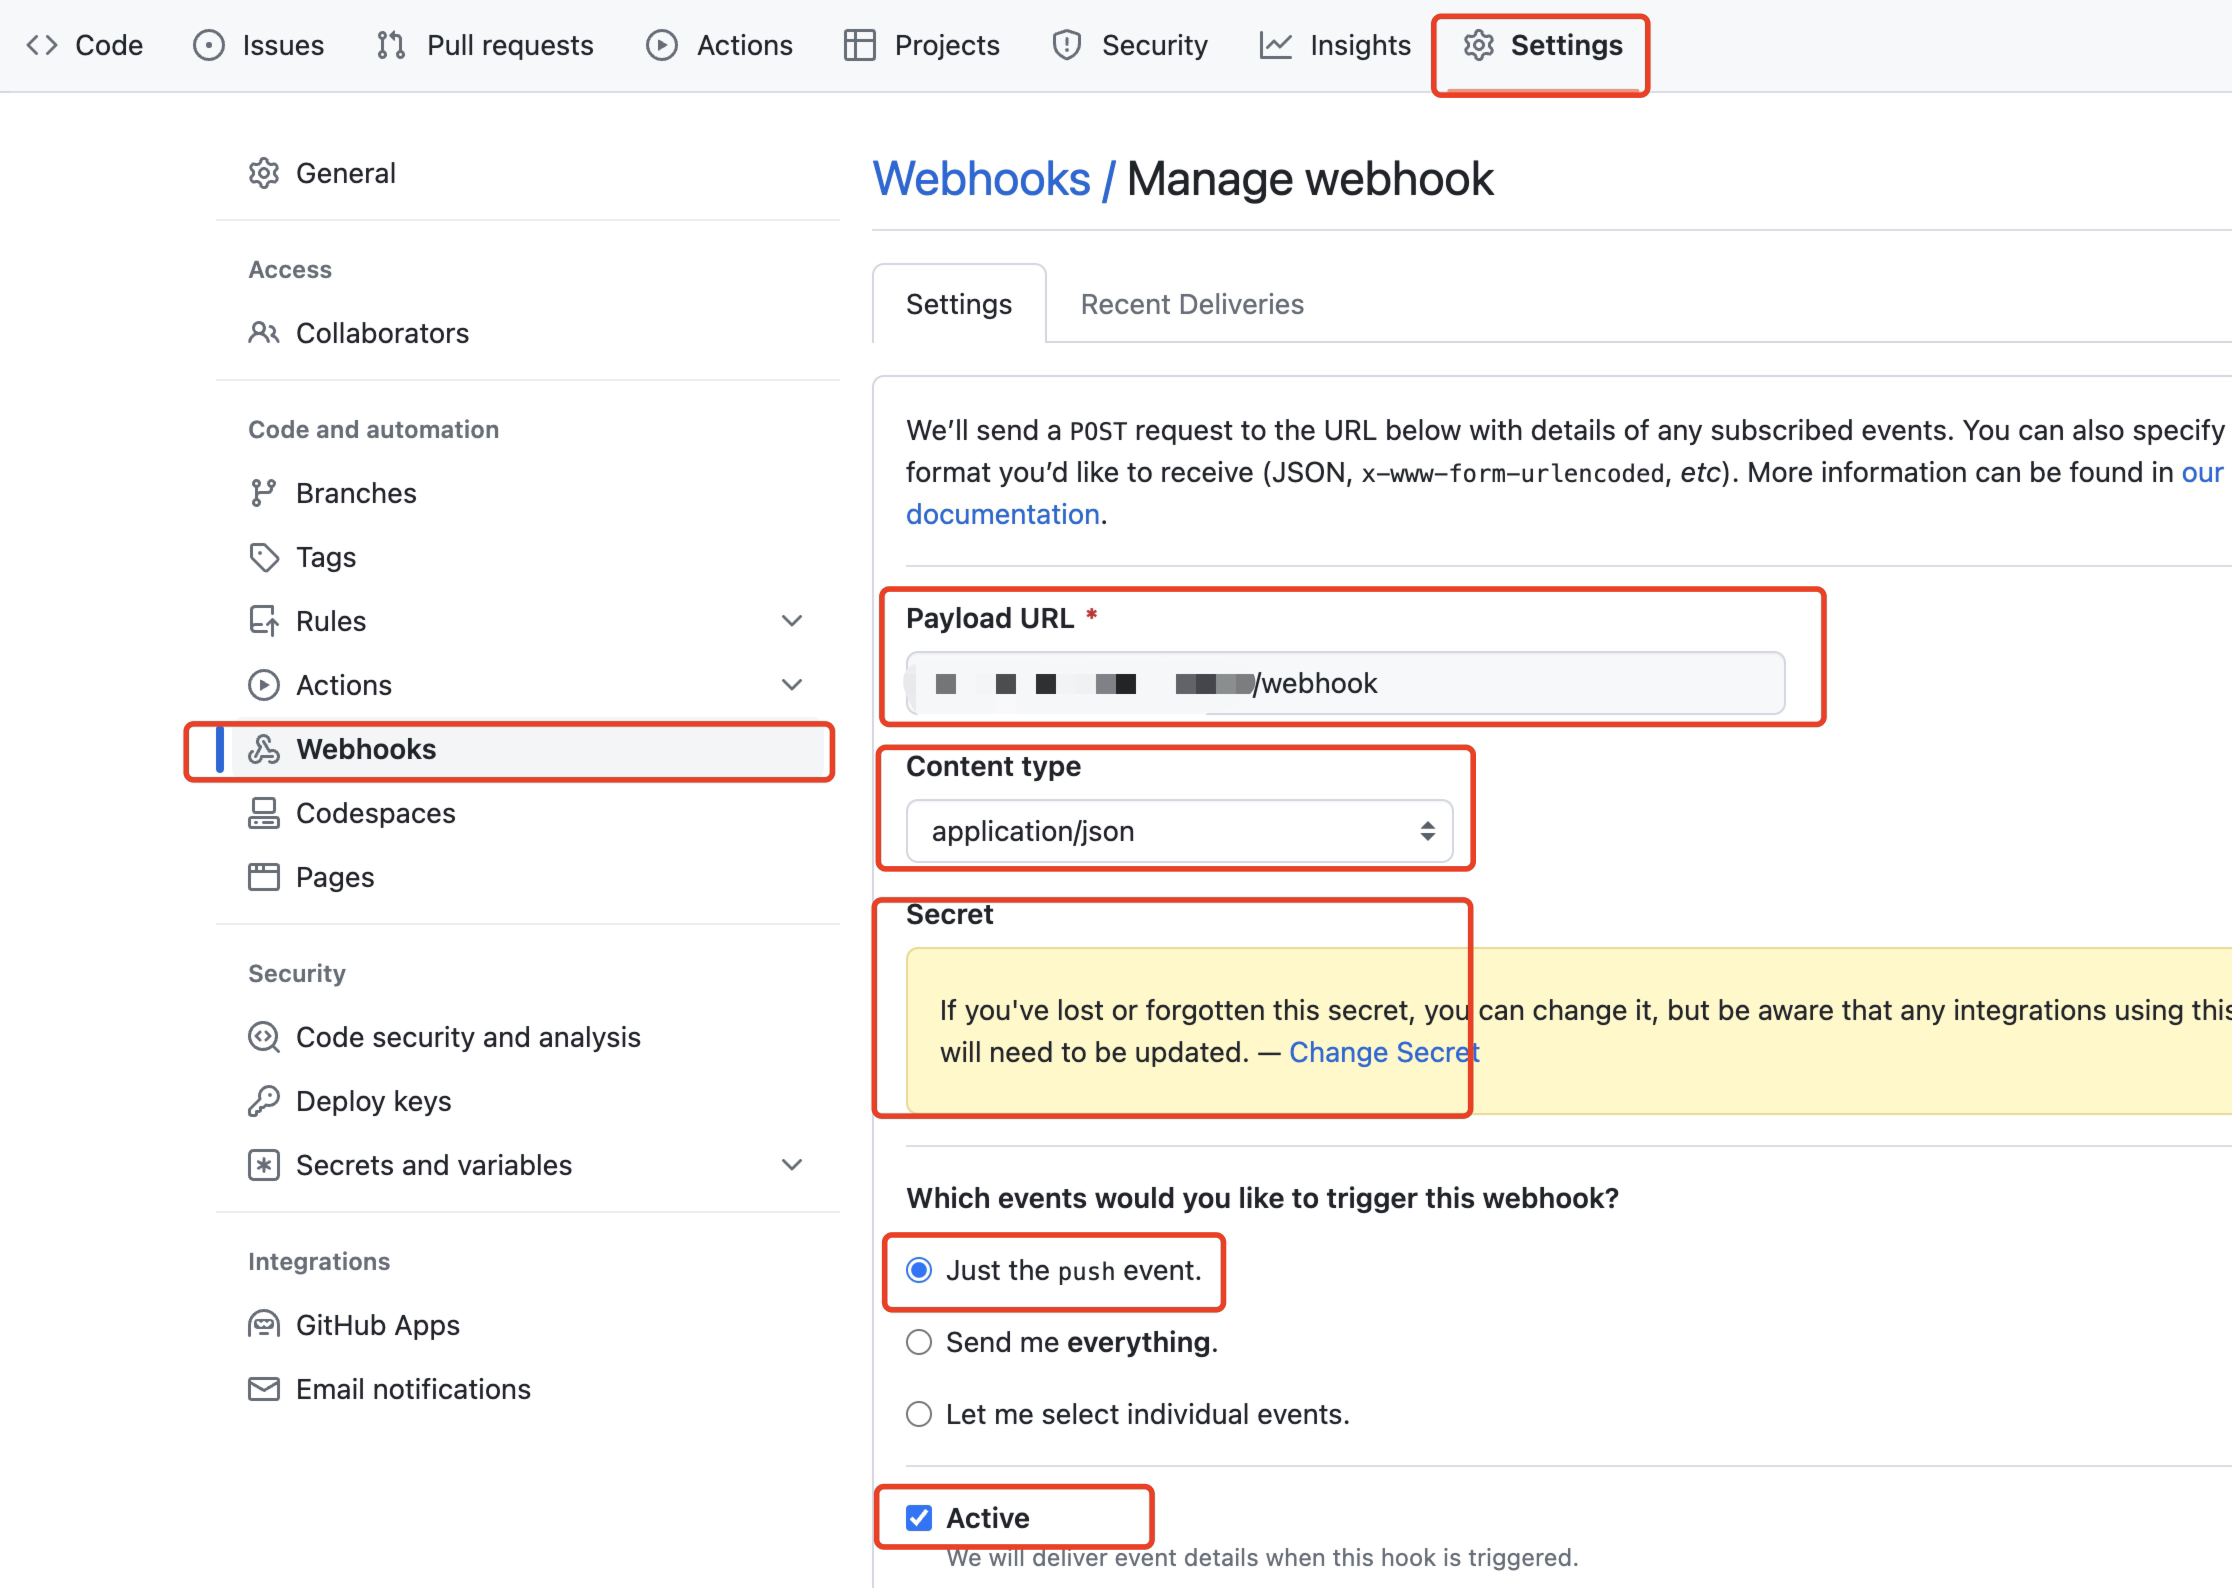 Code Issues Pull requests Actions Projects Security Insights Settings
General
Access
Collaborators
Code and automation
Branches
Tags
Rules
Actions
Webhooks
Codespaces
Pages
Security
Code security and analysis
Deploy keys
Secrets and variables
Integrations
GitHub Apps
Email notifications
Webhooks / Manage webhook
Settings Recent Deliveries
We’ll send a POST request to the URL below with details of any subscribed events. You can also specify
format you’d like to receive (JSON, x-www-form-urlencoded, etc). More information can be found in our
documentation.
Payload URL *
/webhook
Content type
application/json
Secret
If you've lost or forgotten this secret, you can change it, but be aware that any integrations using this
will need to be updated. — Change Secret
Which events would you like to trigger this webhook?
Just the push event.
Send me everything.
Let me select individual events.
Active
We will deliver event details when this hook is triggered.